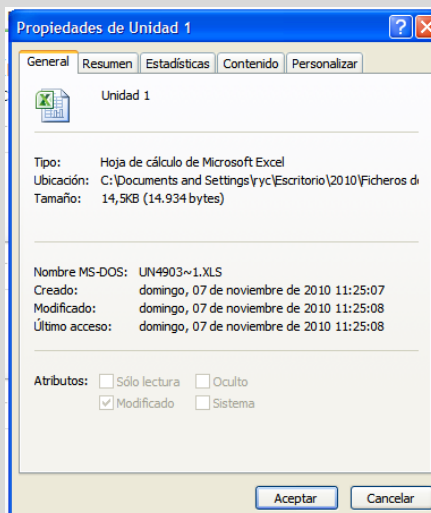 Propiedades de Unidad 1
General Resumen Estadísticas Contenido Personalizar
Unidad 1
Tipo: Hoja de cálculo de Microsoft Excel
Ubicación: C:\Documents and Settings\ryc\Escritorio\2010\Ficheros de
Tamaño: 14,5KB (14.934 bytes)
Nombre MS-DOS: UN4903~1.XLS
Creado: domingo, 07 de noviembre de 2010 11:25:07
Modificado: domingo, 07 de noviembre de 2010 11:25:08
Último acceso: domingo, 07 de noviembre de 2010 11:25:08
Atributos: Sólo lectura Oculto
Modificado Sistema
Aceptar Cancelar